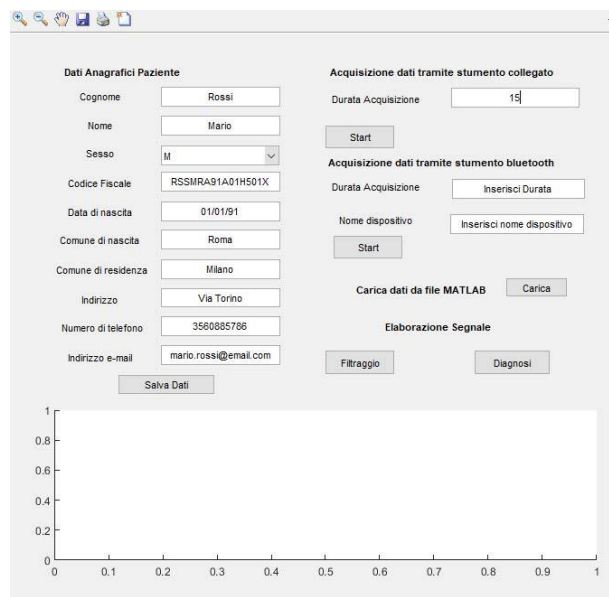 Dati Anagrafici Paziente
Cognome Rossi
Nome Mario
Sesso M
Codice Fiscale RSSMRA91A01H501X
Data di nascita 01/01/91
Comune di nascita Roma
Comune di residenza Milano
Indirizzo Via Torino
Numero di telefono 3560885786
Indirizzo e-mail mario.rossi@email.com
Salva Dati
Acquisizione dati tramite stumento collegato
Durata Acquisizione 15
Start
Acquisizione dati tramite stumento bluetooth
Durata Acquisizione Inserisci Durata
Nome dispositivo Inserisci nome dispositivo
Start
Carica dati da file MATLAB Carica
Elaborazione Segnale
Filtraggio Diagnosi
1
0.8
0.6
0.4
0.2
0
0 0.1 0.2 0.3 0.4 0.5 0.6 0.7 0.8 0.9 1